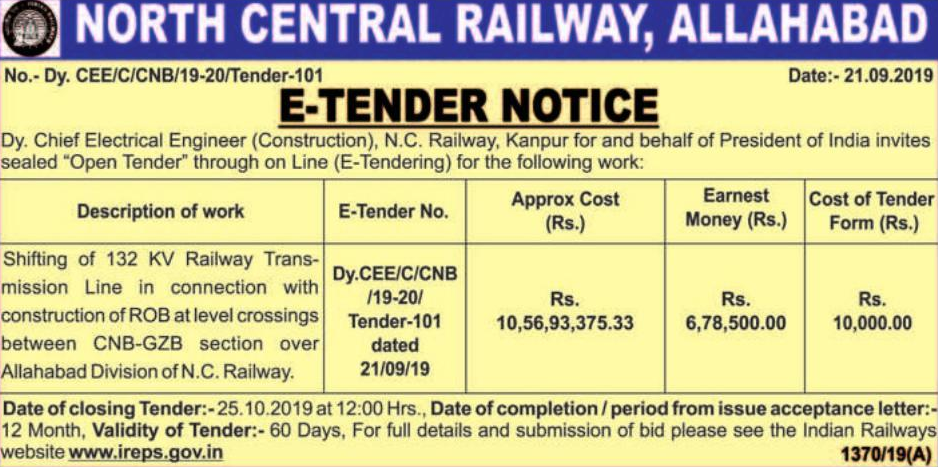 NORTH CENTRAL RAILWAY, ALLAHABAD
No.- Dy. CEE/C/CNB/19-20/Tender-101 Date:- 21.09.2019
E-TENDER NOTICE
Dy. Chief Electrical Engineer (Construction), N.C. Railway, Kanpur for and behalf of President of India invites
sealed “Open Tender” through on Line (E-Tendering) for the following work:
Description of work
E-Tender No.
Approx Cost
(Rs.)
Earnest
Money (Rs.)
Cost of Tender
Form (Rs.)
Shifting of 132 KV Railway Trans-
mission Line in connection with
construction of ROB at level crossings
between CNB-GZB section over
Allahabad Division of N.C. Railway.
Dy.CEE/C/CNB
/19-20/
Tender-101
dated
21/09/19
Rs.
10,56,93,375.33
Rs.
6,78,500.00
Rs.
10,000.00
Date of closing Tender:- 25.10.2019 at 12:00 Hrs., Date of completion / period from issue acceptance letter:-
12 Month, Validity of Tender:- 60 Days, For full details and submission of bid please see the Indian Railways
website www.ireps.gov.in 1370/19(A)